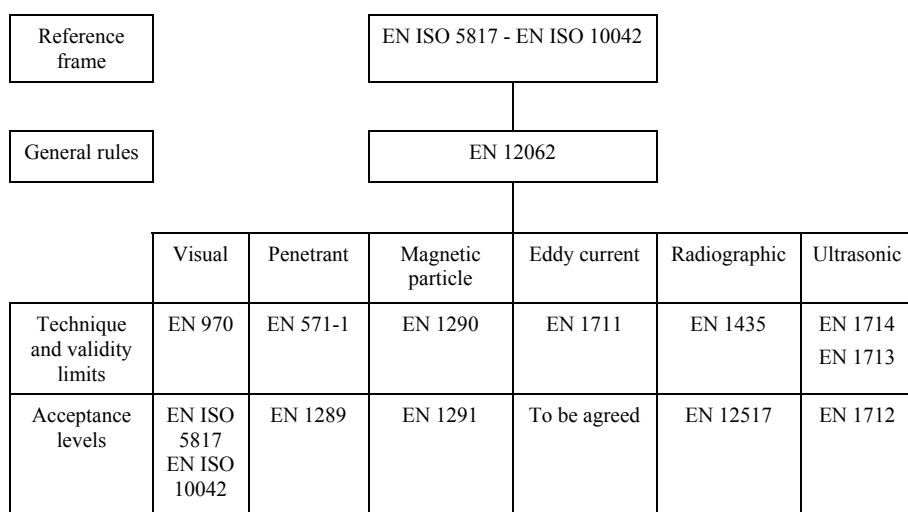 Reference
frame
EN ISO 5817 - EN ISO 10042
General rules
EN 12062
Visual
Penetrant
Magnetic
particle
Eddy current
Radiographic
Ultrasonic
Technique
and validity
limits
EN 970
EN 571-1
EN 1290
EN 1711
EN 1435
EN 1714
EN 1713
Acceptance
levels
EN ISO
5817
EN ISO
10042
EN 1289
EN 1291
To be agreed
EN 12517
EN 1712